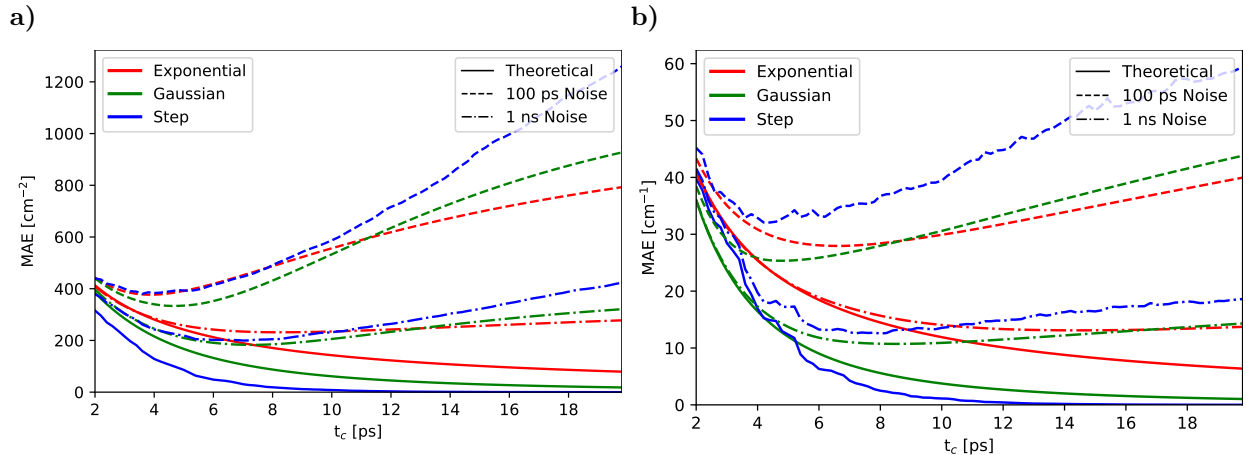 a)
1200
1000
800
600
400
200
0
MAE [cm⁻²]
2 4 6 8 10 12 14 16 18
t_c [ps]
Exponential
Gaussian
Step
Theoretical
100 ps Noise
1 ns Noise
b)
60
50
40
30
20
10
0
MAE [cm⁻¹]
2 4 6 8 10 12 14 16 18
t_c [ps]
Exponential
Gaussian
Step
Theoretical
100 ps Noise
1 ns Noise